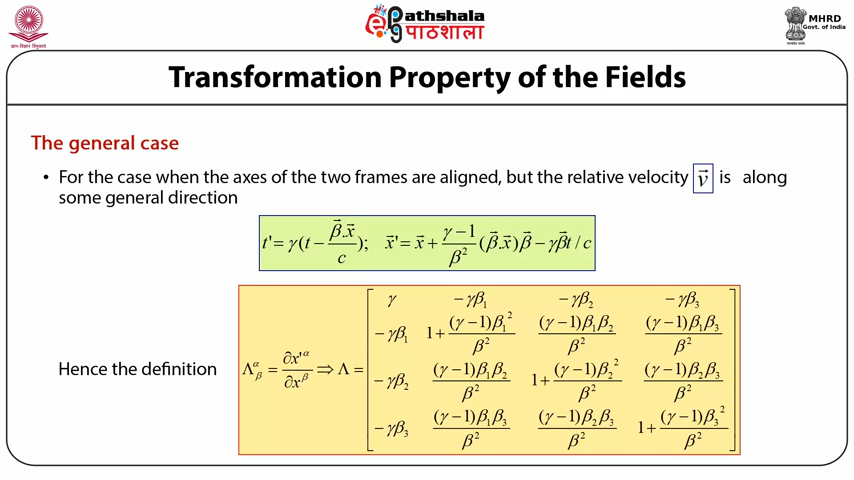 ज्ञान-विज्ञान विमुक्तये
ePathshala
पाठशाला
MHRD
Govt. of India
Transformation Property of the Fields
The general case
• For the case when the axes of the two frames are aligned, but the relative velocity v⃗ is along
some general direction
t' = γ(t − β⃗.x⃗/c); x⃗' = x⃗ + (γ−1)/β² (β⃗.x⃗)β⃗ − γβ⃗t / c
Hence the definition Λ^α_β = ∂x'^α/∂x^β ⇒ Λ =
γ −γβ₁ −γβ₂ −γβ₃
−γβ₁ 1+(γ−1)β₁²/β² (γ−1)β₁β₂/β² (γ−1)β₁β₃/β²
−γβ₂ (γ−1)β₁β₂/β² 1+(γ−1)β₂²/β² (γ−1)β₂β₃/β²
−γβ₃ (γ−1)β₁β₃/β² (γ−1)β₂β₃/β² 1+(γ−1)β₃²/β²